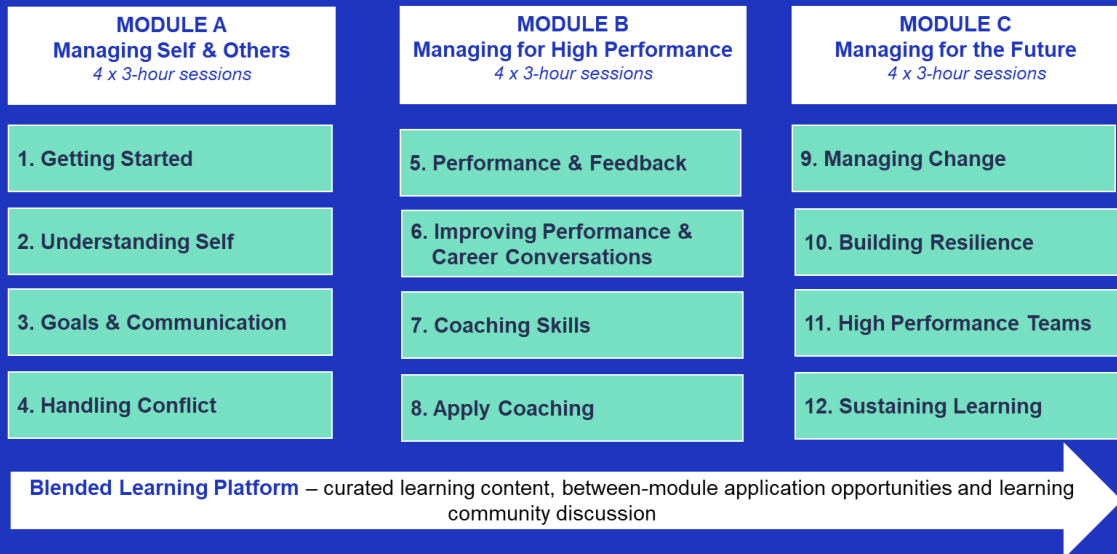 MODULE A
Managing Self & Others
4 x 3-hour sessions
1. Getting Started
2. Understanding Self
3. Goals & Communication
4. Handling Conflict
MODULE B
Managing for High Performance
4 x 3-hour sessions
5. Performance & Feedback
6. Improving Performance &
Career Conversations
7. Coaching Skills
8. Apply Coaching
MODULE C
Managing for the Future
4 x 3-hour sessions
9. Managing Change
10. Building Resilience
11. High Performance Teams
12. Sustaining Learning
Blended Learning Platform – curated learning content, between-module application opportunities and learning
community discussion